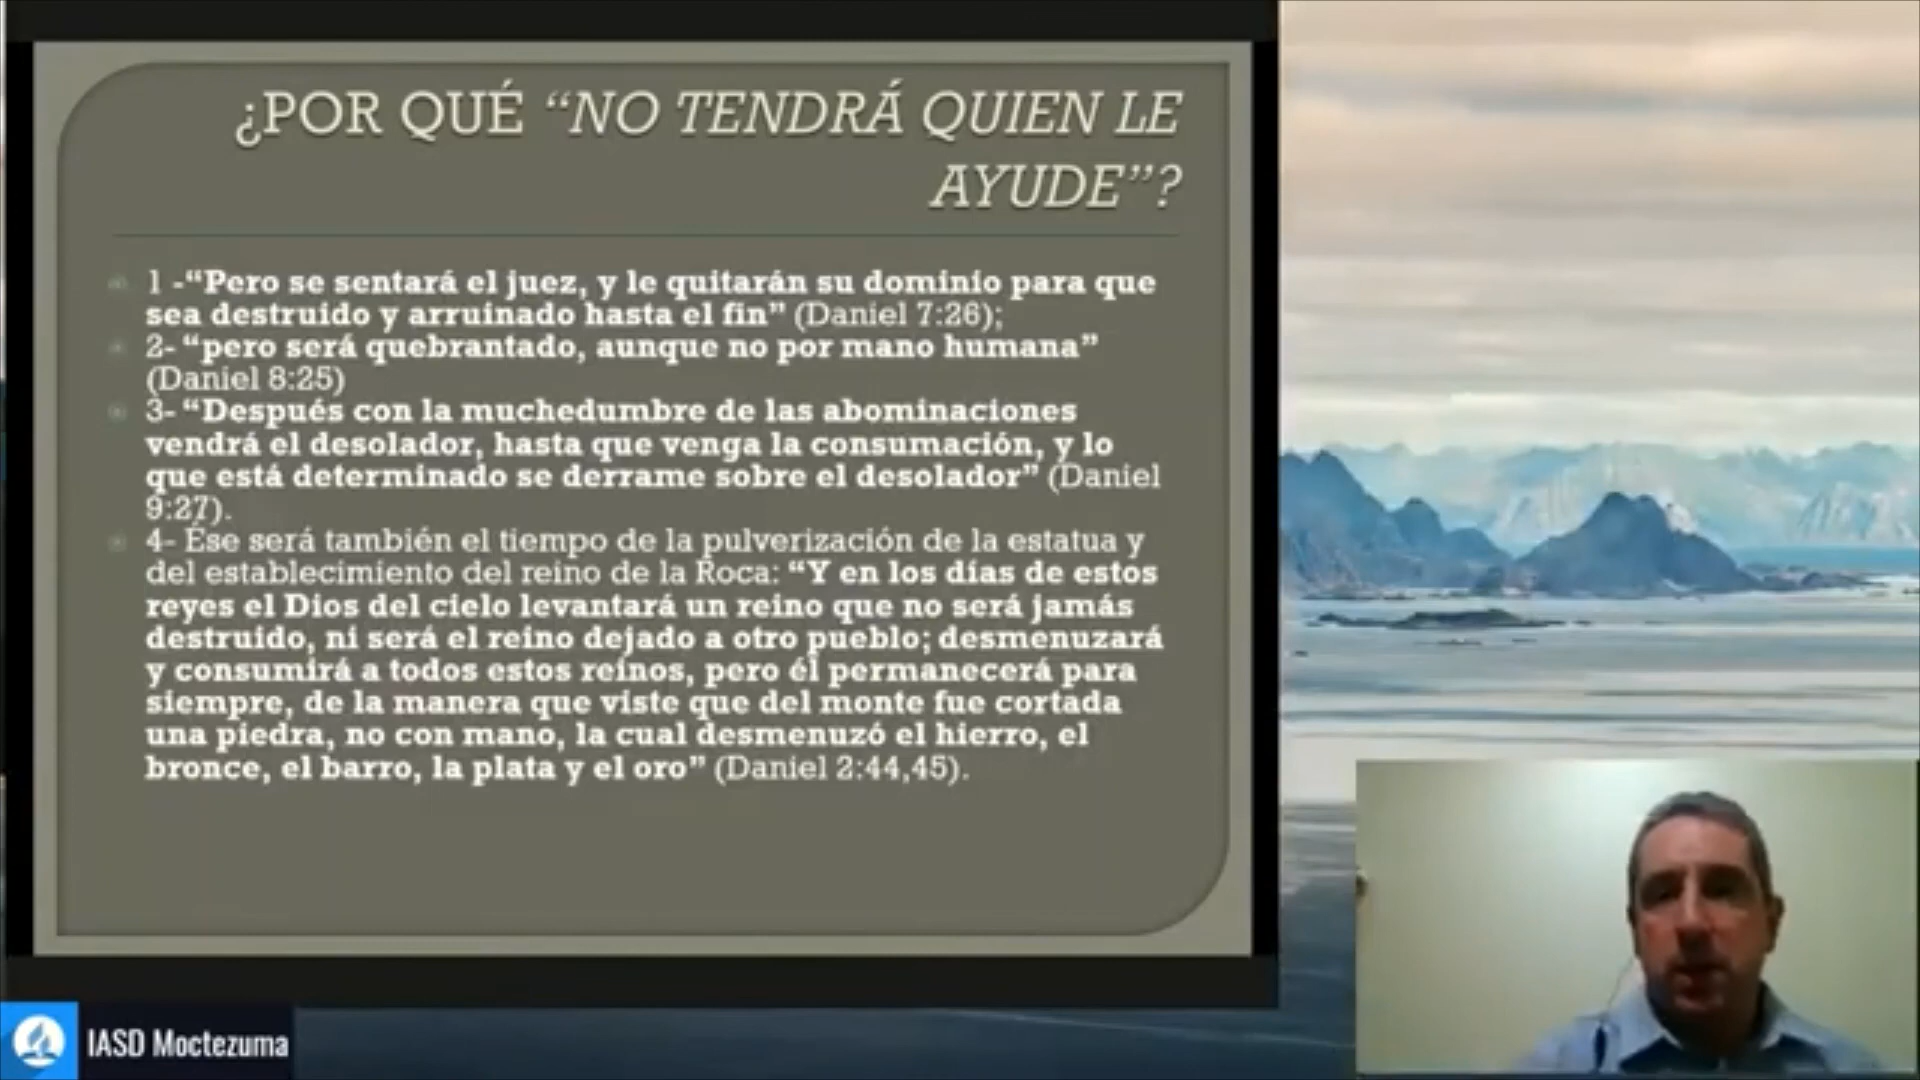 ¿POR QUÉ “NO TENDRÁ QUIEN LE
AYUDE”?
1 -“Pero se sentará el juez, y le quitarán su dominio para que
sea destruido y arruinado hasta el fin” (Daniel 7:26);
2- “pero será quebrantado, aunque no por mano humana”
(Daniel 8:25)
3- “Después con la muchedumbre de las abominaciones
vendrá el desolador, hasta que venga la consumación, y lo
que está determinado se derrame sobre el desolador” (Daniel
9:27).
4- Ése será también el tiempo de la pulverización de la estatua y
del establecimiento del reino de la Roca: “Y en los días de estos
reyes el Dios del cielo levantará un reino que no será jamás
destruido, ni será el reino dejado a otro pueblo; desmenuzará
y consumirá a todos estos reinos, pero él permanecerá para
siempre, de la manera que viste que del monte fue cortada
una piedra, no con mano, la cual desmenuzó el hierro, el
bronce, el barro, la plata y el oro” (Daniel 2:44,45).
IASD Moctezuma